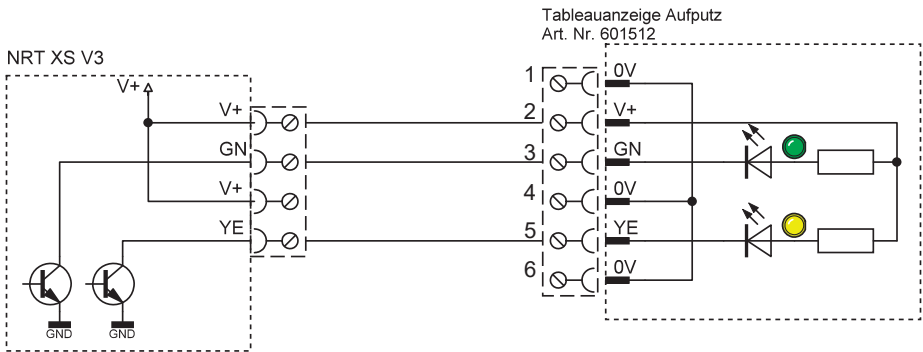 Tableauanzeige Aufputz
Art. Nr. 601512
NRT XS V3
V+
V+
GN
V+
YE
GND
GND
1
2
3
4
5
6
0V
V+
GN
0V
YE
0V